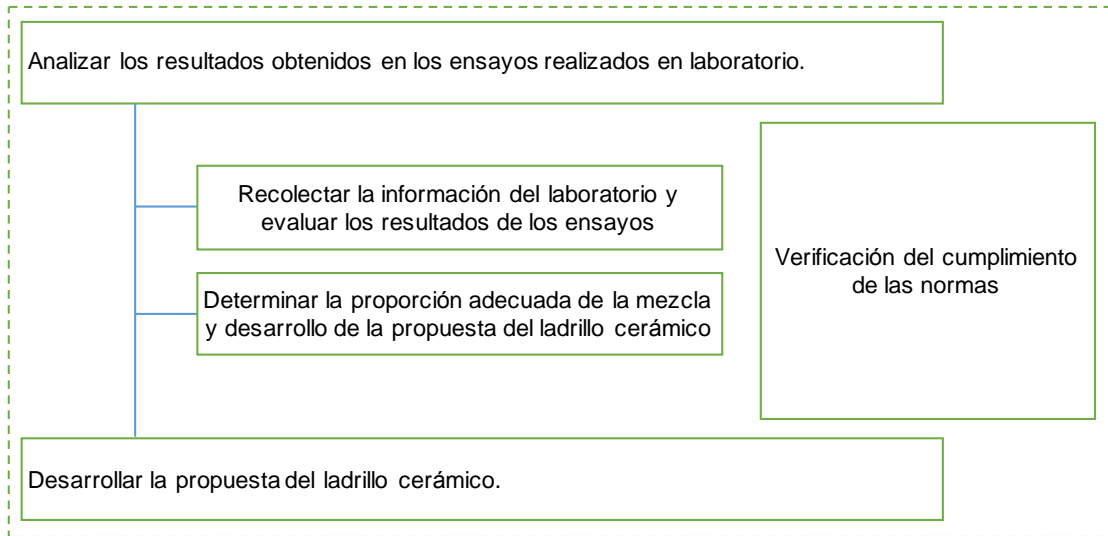 Analizar los resultados obtenidos en los ensayos realizados en laboratorio.
Recolectar la información del laboratorio y
evaluar los resultados de los ensayos
Determinar la proporción adecuada de la mezcla
y desarrollo de la propuesta del ladrillo cerámico
Verificación del cumplimiento
de las normas
Desarrollar la propuesta del ladrillo cerámico.